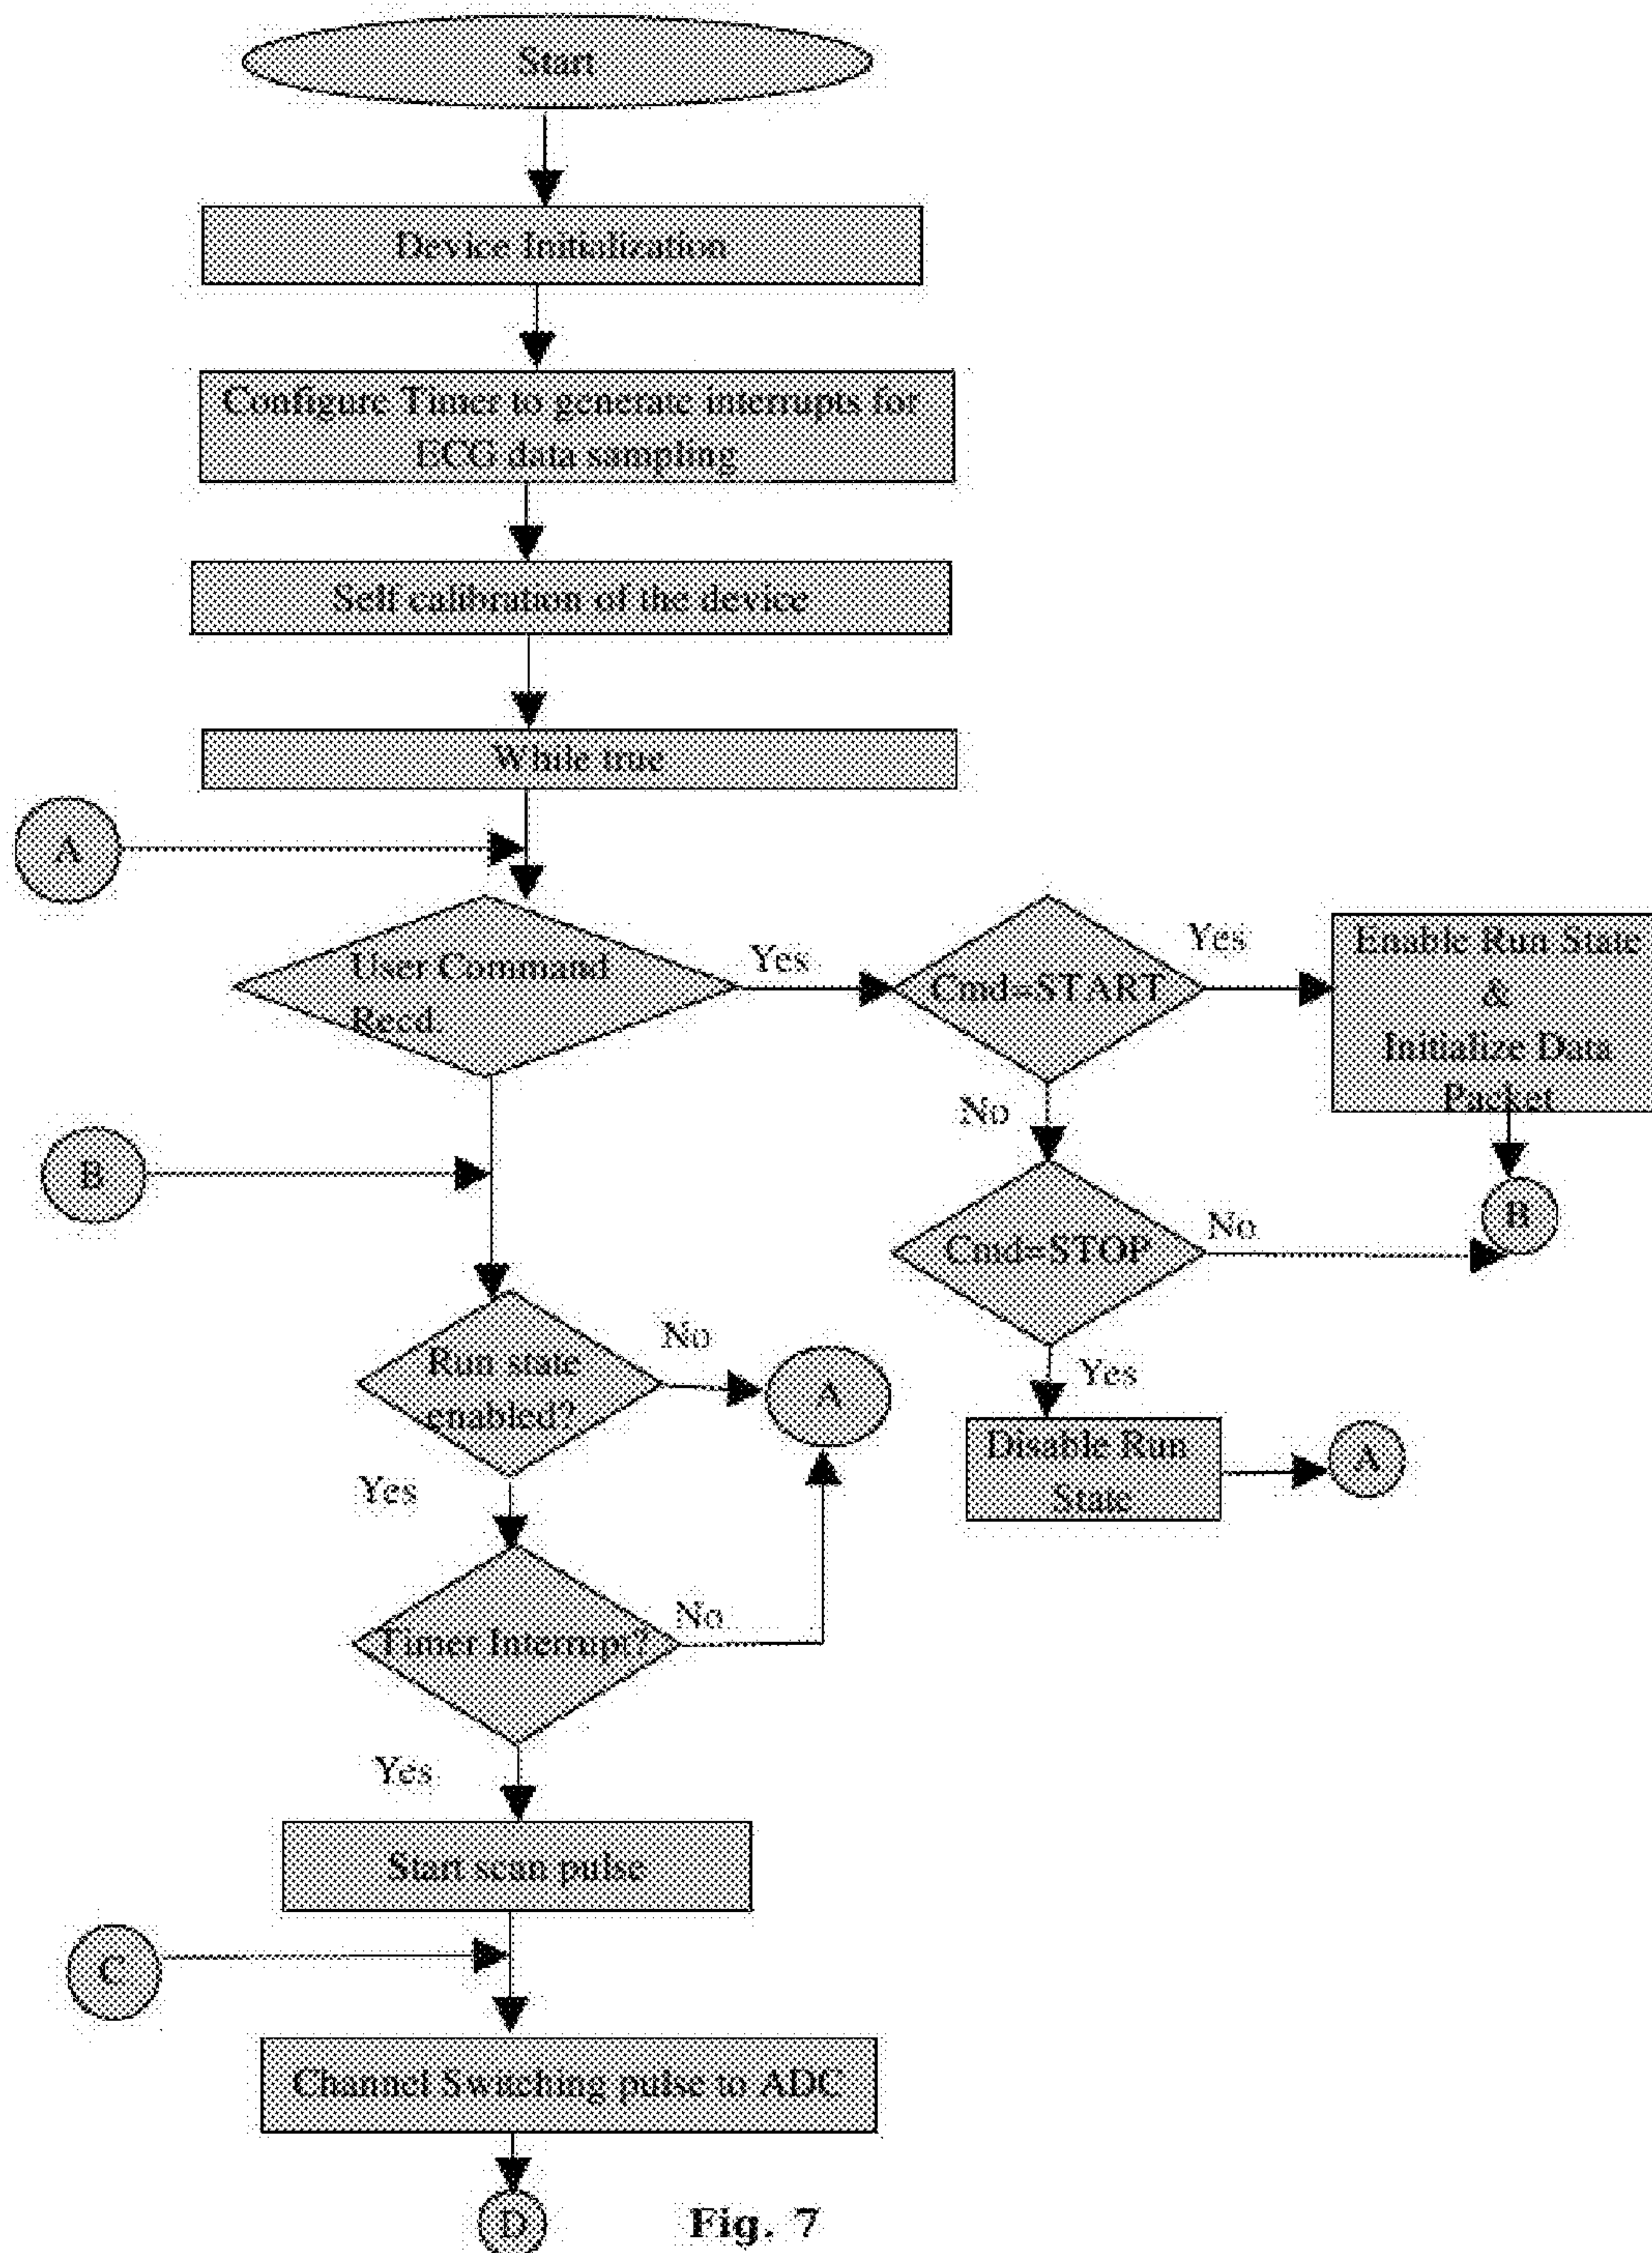 Start
Device Initialization
Configure Timer to generate interrupts for
ECG data sampling
Self calibration of the device
While true
A
User Command
Recd.
Yes
Cmd=START
Yes
Enable Run State
&
Initialize Data
Packet
No
B
B
Cmd=STOP
No
Run state
enabled?
No
A
Yes
Disable Run
State
A
Yes
Timer Interrupt?
No
Yes
Start scan pulse
C
Channel Switching pulse to ADC
D
Fig. 7